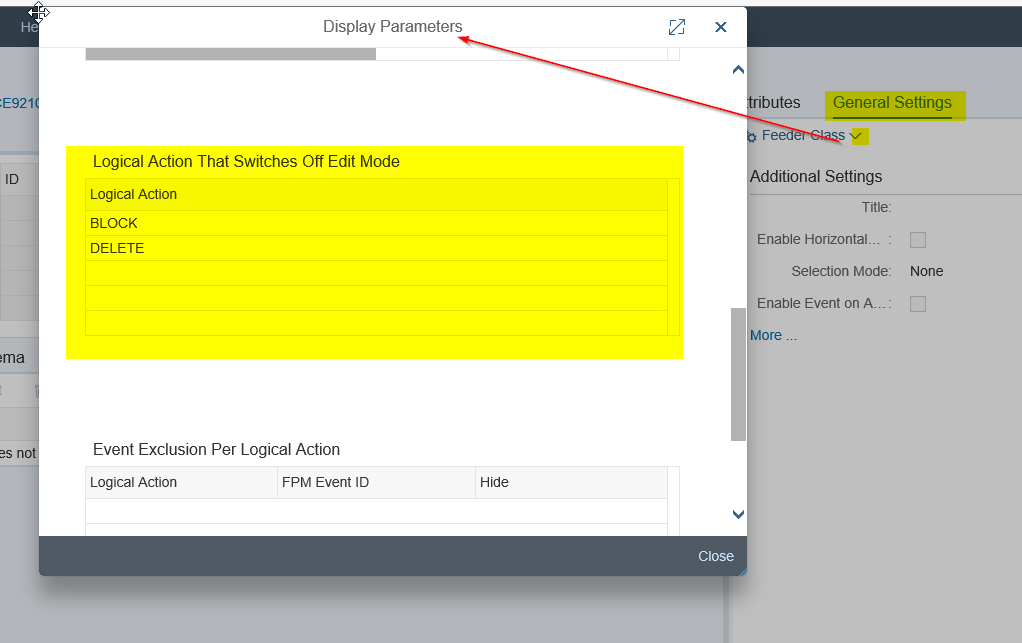 He
Display Parameters
CE9210
tributes
General Settings
Feeder Class
ID
Logical Action That Switches Off Edit Mode
Additional Settings
Logical Action
Title:
BLOCK
Enable Horizontal... :
DELETE
Selection Mode: None
Enable Event on A... :
More ...
ema
Event Exclusion Per Logical Action
es not
Logical Action FPM Event ID Hide
Close